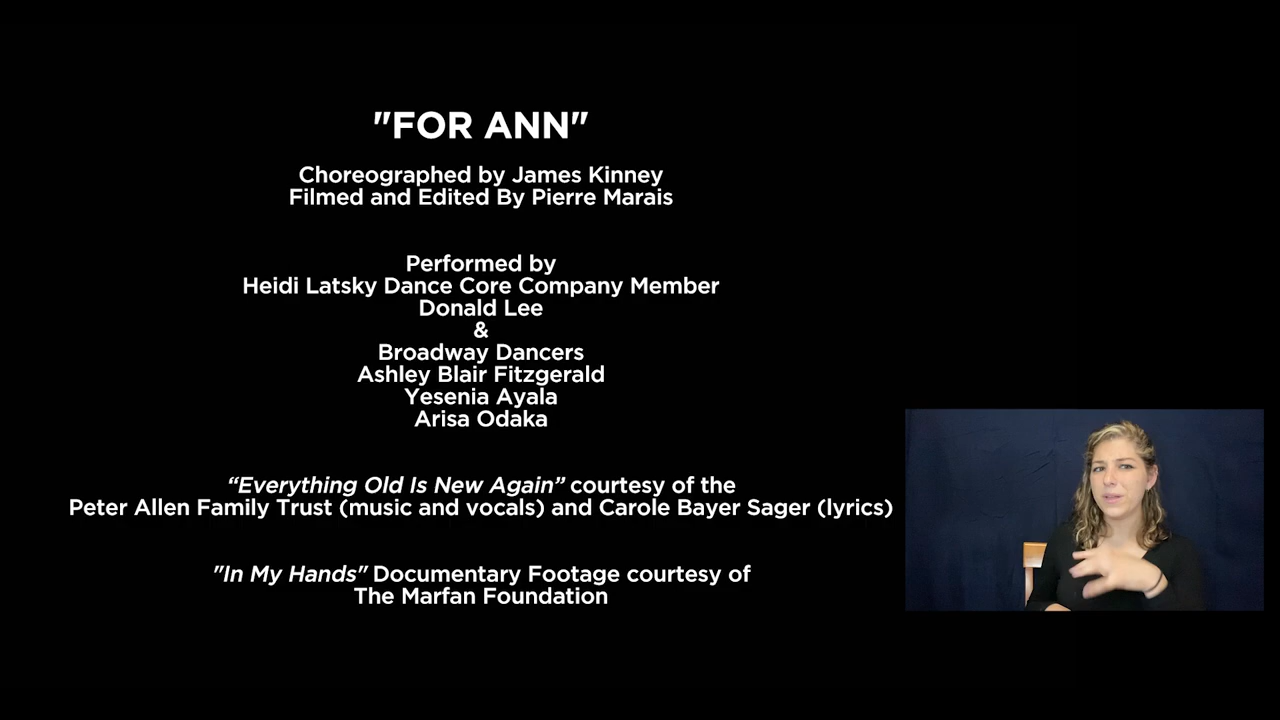 "FOR ANN"
Choreographed by James Kinney
Filmed and Edited By Pierre Marais
Performed by
Heidi Latsky Dance Core Company Member
Donald Lee
&
Broadway Dancers
Ashley Blair Fitzgerald
Yesenia Ayala
Arisa Odaka
“Everything Old Is New Again” courtesy of the
Peter Allen Family Trust (music and vocals) and Carole Bayer Sager (lyrics)
"In My Hands" Documentary Footage courtesy of
The Marfan Foundation